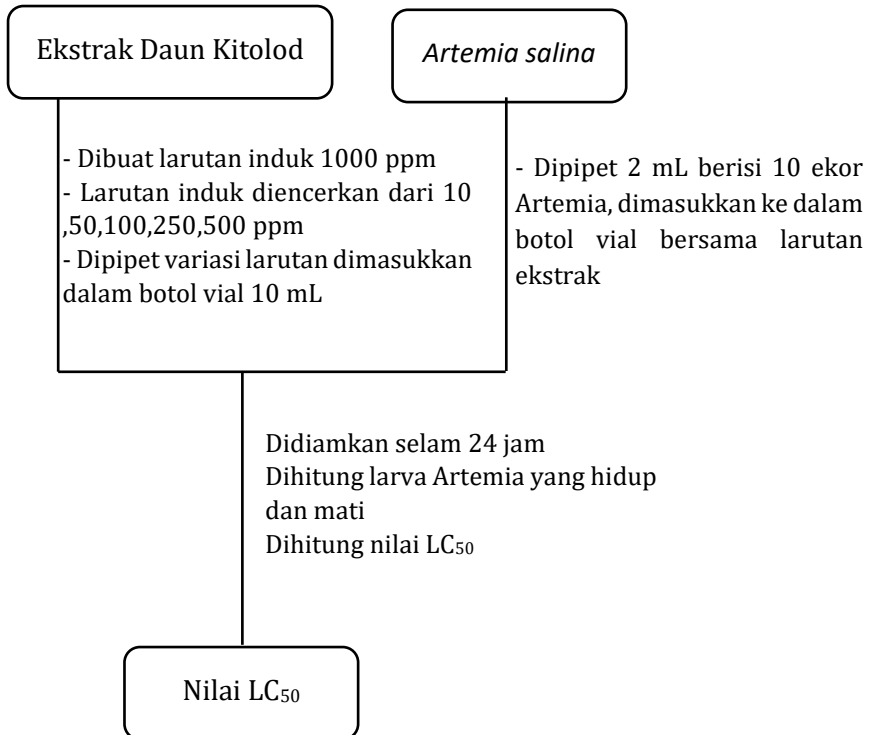 Ekstrak Daun Kitolod
Artemia salina
- Dibuat larutan induk 1000 ppm
- Larutan induk diencerkan dari 10
,50,100,250,500 ppm
- Dipipet variasi larutan dimasukkan
dalam botol vial 10 mL
- Dipipet 2 mL berisi 10 ekor
Artemia, dimasukkan ke dalam
botol vial bersama larutan
ekstrak
Didiamkan selam 24 jam
Dihitung larva Artemia yang hidup
dan mati
Dihitung nilai LC₅₀
Nilai LC₅₀